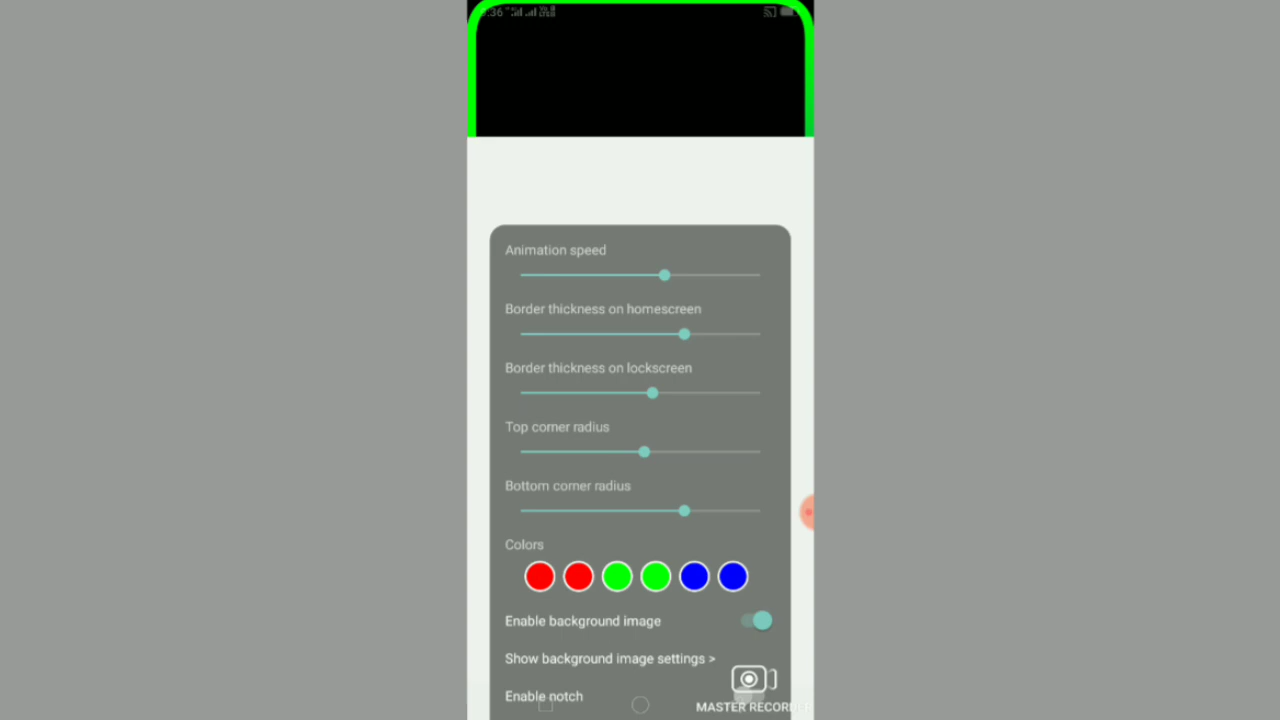 :36
Animation speed
Border thickness on homescreen
Border thickness on lockscreen
Top corner radius
Bottom corner radius
Colors
Enable background image
Show background image settings >
Enable notch
MASTER RECORDER